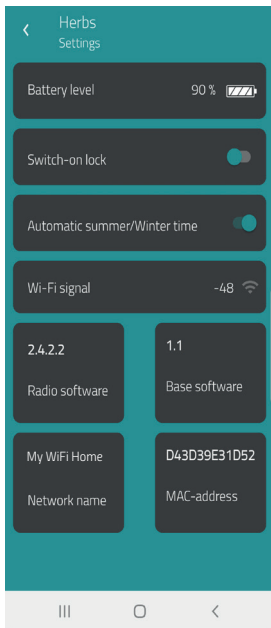 Herbs
Settings
Battery level 90 %
Switch-on lock
Automatic summer/Winter time
Wi-Fi signal -48
2.4.2.2
Radio software
1.1
Base software
My WiFi Home
Network name
D43D39E31D52
MAC-address